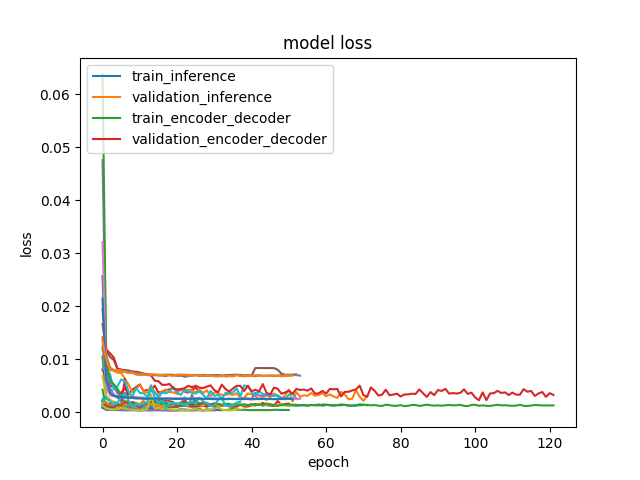 model loss
train_inference
validation_inference
train_encoder_decoder
validation_encoder_decoder
loss
0.06
0.05
0.04
0.03
0.02
0.01
0.00
0 20 40 60 80 100 120
epoch